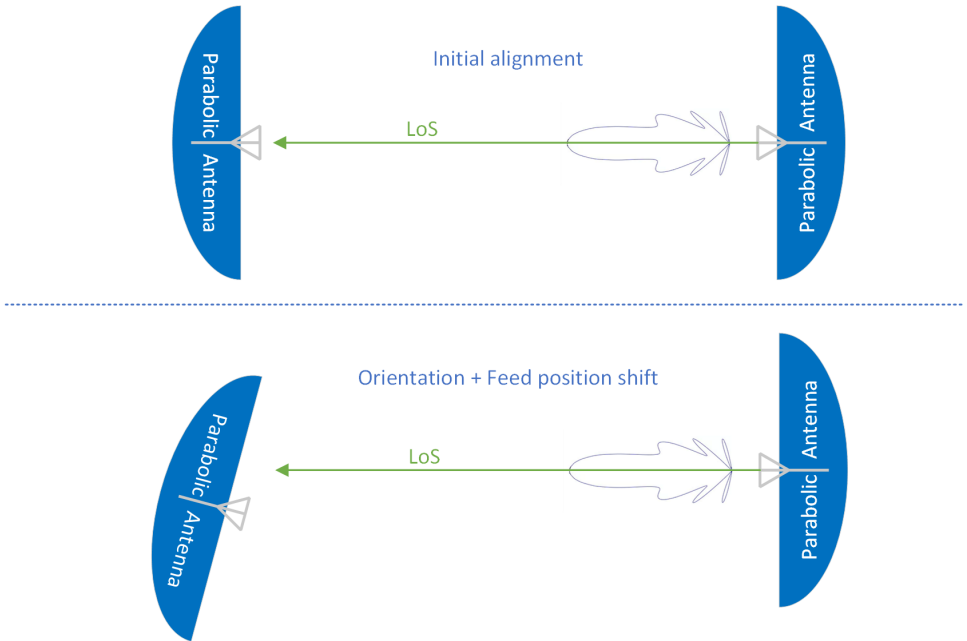 Initial alignment
Parabolic Antenna
LoS
Parabolic Antenna
Orientation + Feed position shift
Parabolic Antenna
LoS
Parabolic Antenna